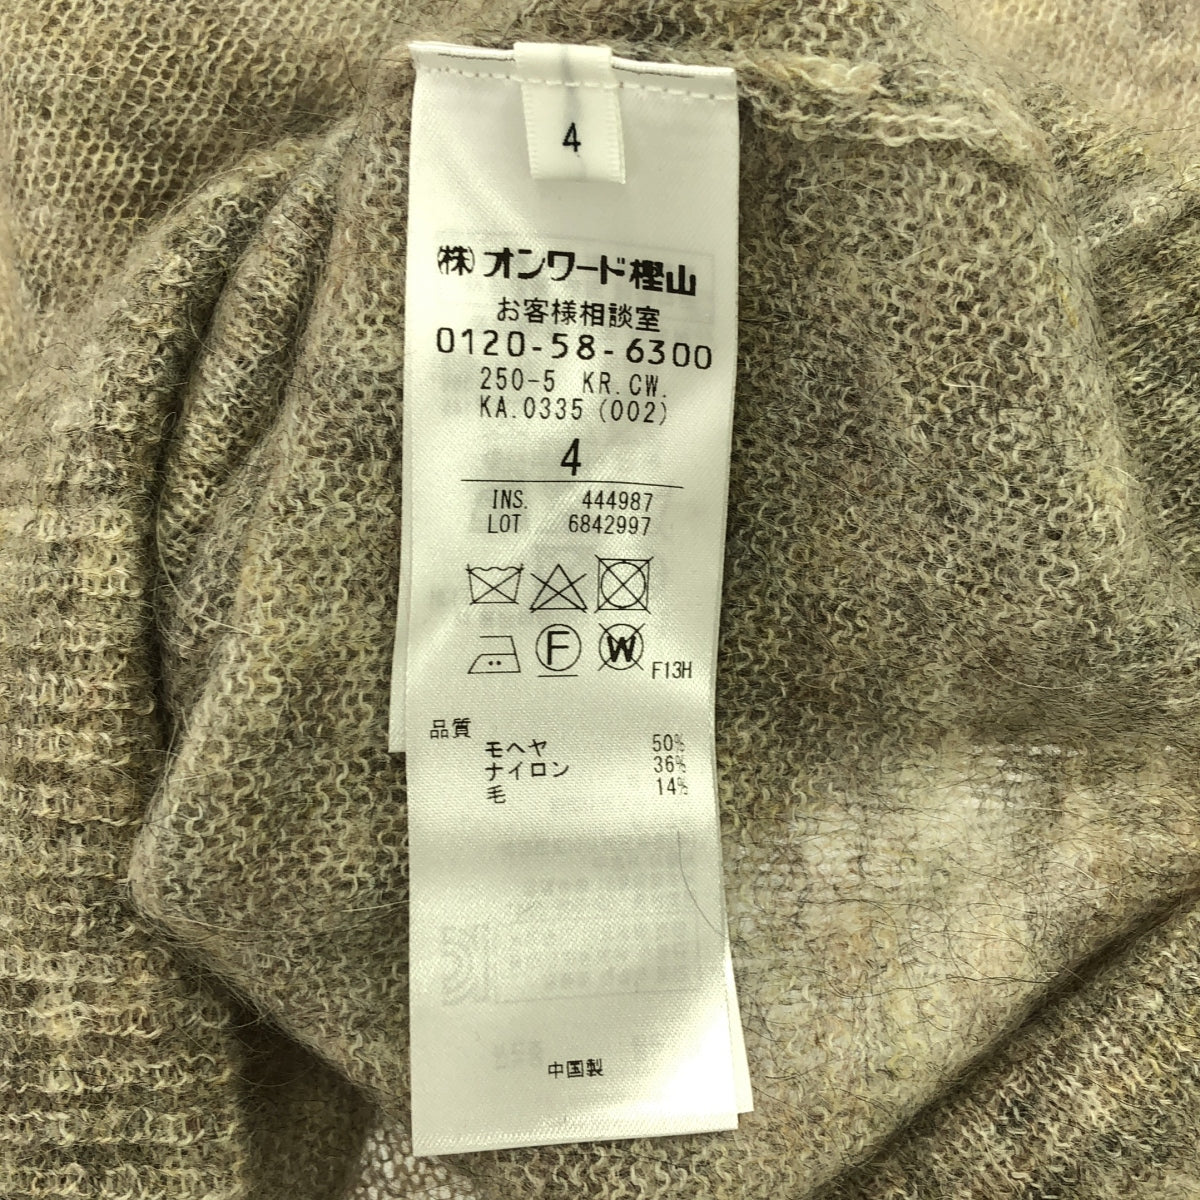 4
(株)オンワード樫山
お客様相談室
0120-58-6300
250-5 KR.CW.
KA.0335 (002)
4
INS. 444987
LOT 6842997
F W F13H
品質
モヘヤ 50%
ナイロン 36%
毛 14%
中国製